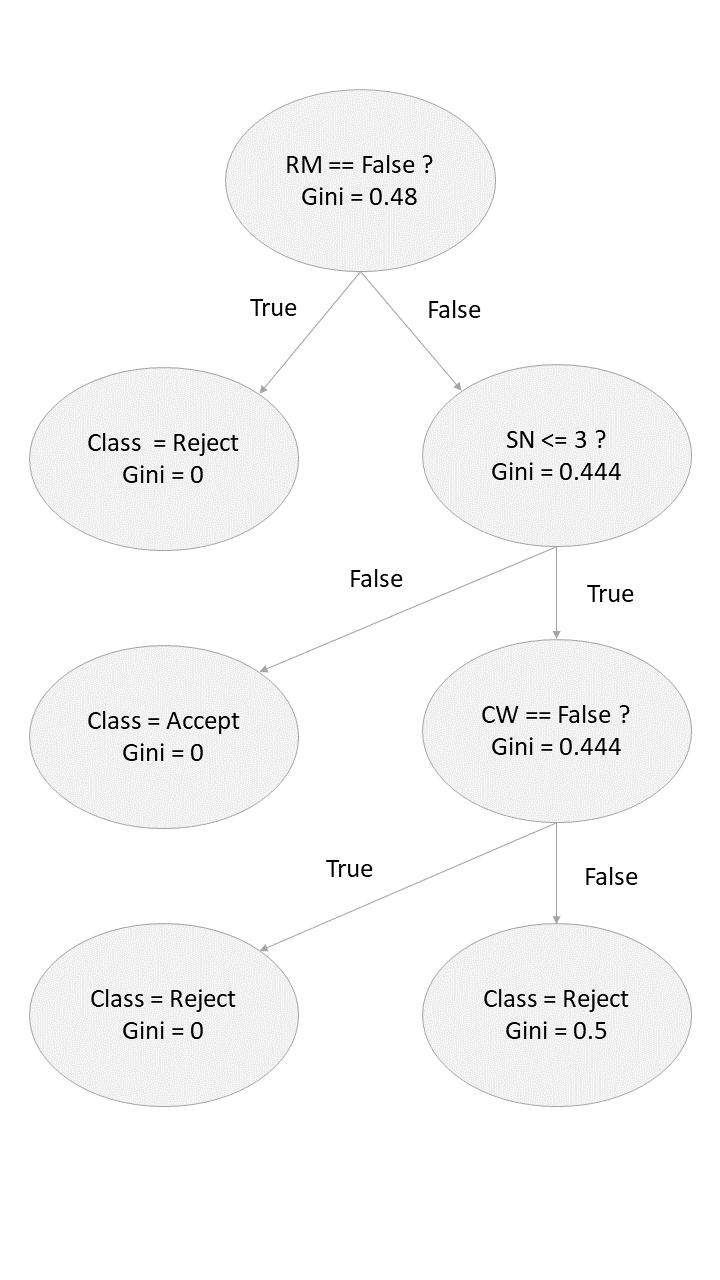 RM == False ?
Gini = 0.48
True
False
Class  = Reject
Gini = 0
SN <= 3 ?
Gini = 0.444
False
True
Class = Accept
Gini = 0
CW == False ?
Gini = 0.444
True
False
Class = Reject
Gini = 0
Class = Reject
Gini = 0.5